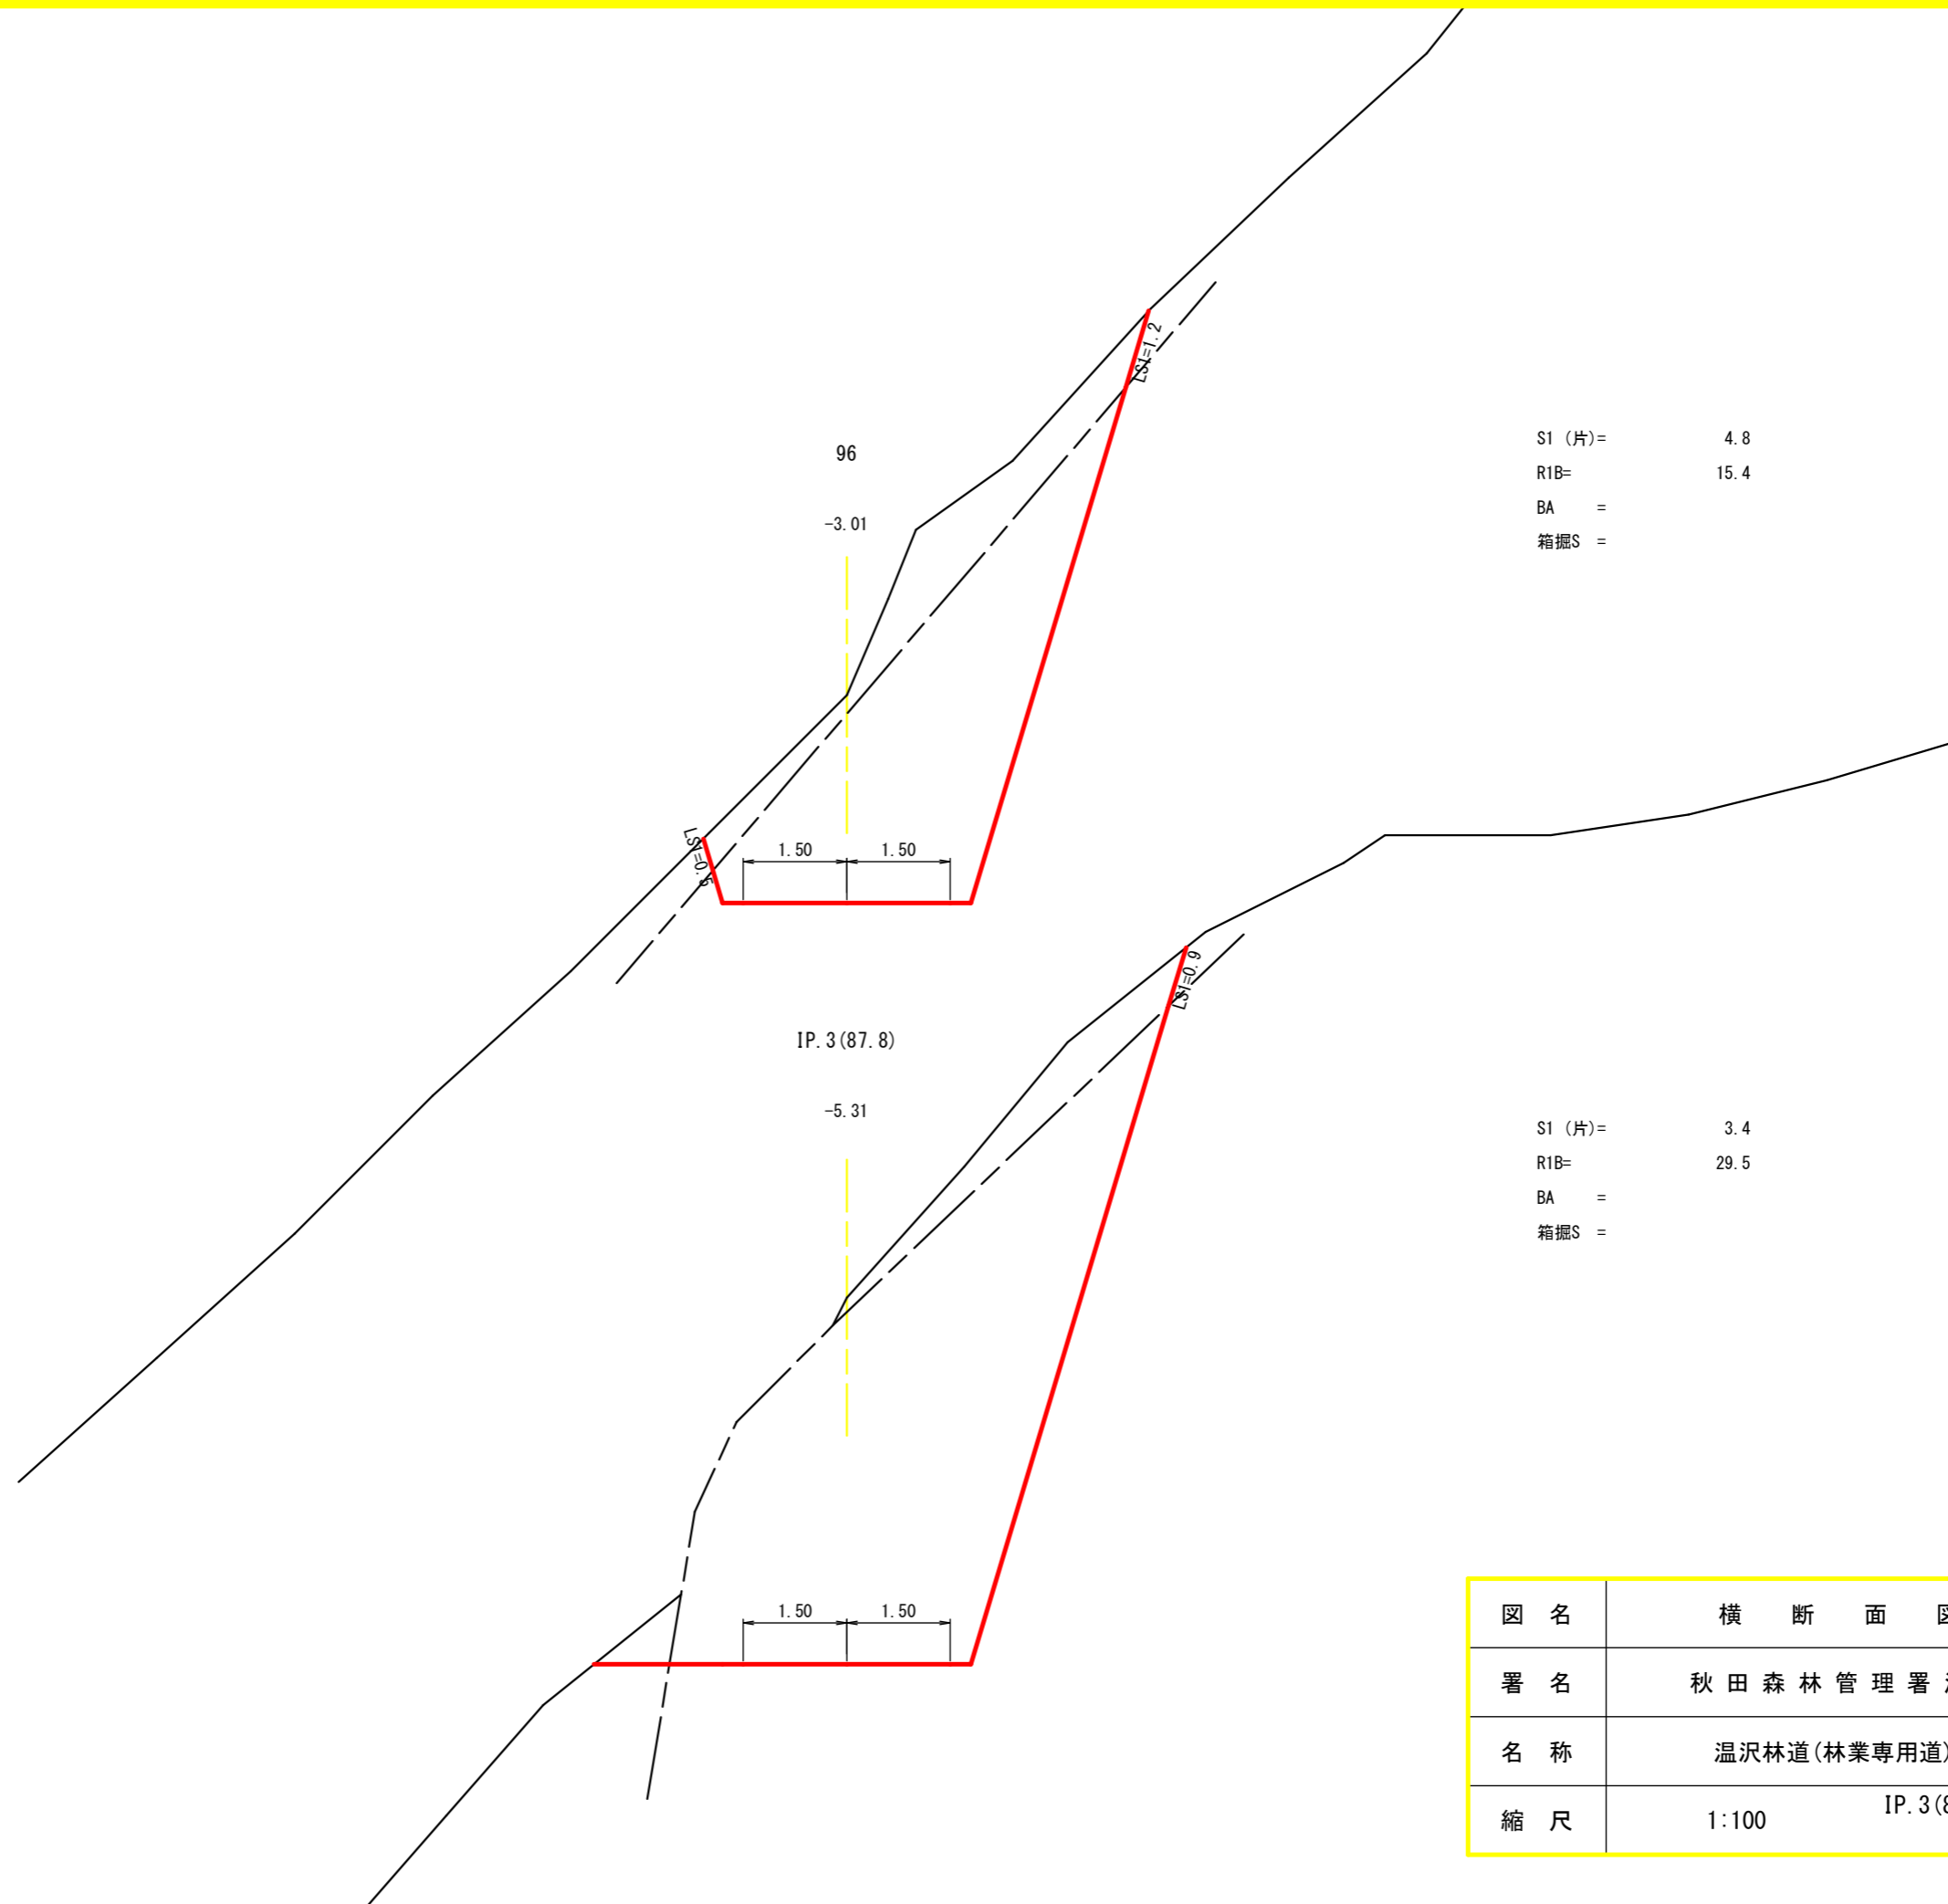 LS1=1.2
96
-3.01
S1 (片)= 4.8
R1B= 15.4
BA =
箱掘S =
LS1=0.5
1.50 1.50
LS1=0.9
IP.3(87.8)
-5.31
S1 (片)= 3.4
R1B= 29.5
BA =
箱掘S =
1.50 1.50
図 名 横 断 面
署 名 秋 田 森 林 管 理 署
名 称 温沢林道(林業専用道)
縮 尺 1:100 IP.3(8